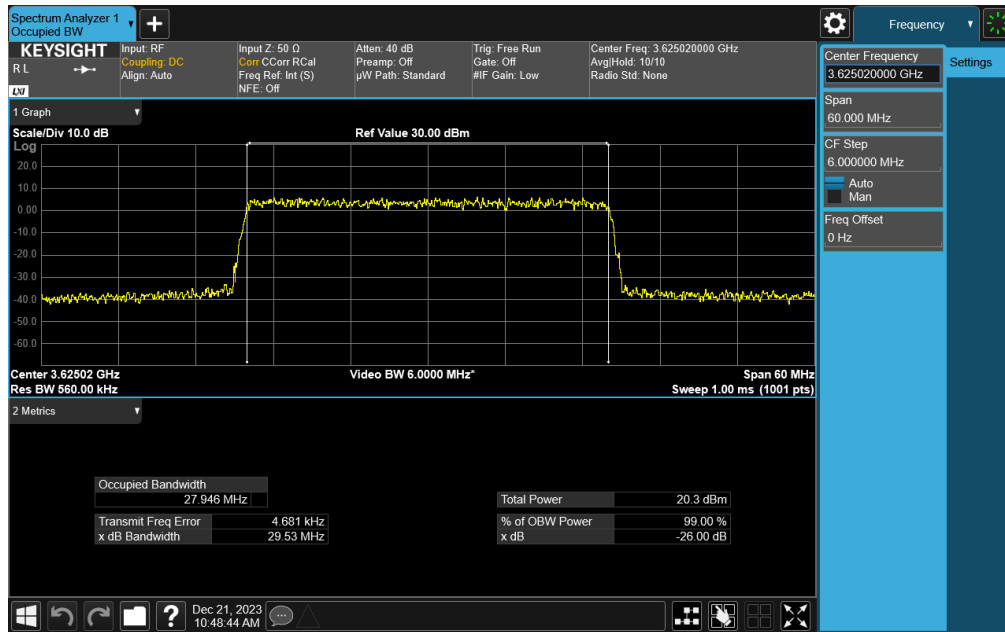 Spectrum Analyzer 1
Occupied BW
+
Frequency
KEYSIGHT
R L
LXI
Input: RF
Coupling: DC
Align: Auto
Input Z: 50 Ω
Corr CCorr RCal
Freq Ref: Int (S)
NFE: Off
Atten: 40 dB
Preamp: Off
µW Path: Standard
Trig: Free Run
Gate: Off
#IF Gain: Low
Center Freq: 3.625020000 GHz
Avg|Hold: 10/10
Radio Std: None
Center Frequency
3.625020000 GHz
Settings
Span
60.000 MHz
CF Step
6.000000 MHz
Auto
Man
Freq Offset
0 Hz
1 Graph
Scale/Div 10.0 dB
Ref Value 30.00 dBm
Log
20.0
10.0
0.00
-10.0
-20.0
-30.0
-40.0
-50.0
-60.0
Center 3.62502 GHz
Video BW 6.0000 MHz*
Span 60 MHz
Res BW 560.00 kHz
Sweep 1.00 ms (1001 pts)
2 Metrics
Occupied Bandwidth
27.946 MHz
Total Power 20.3 dBm
Transmit Freq Error 4.681 kHz
% of OBW Power 99.00 %
x dB Bandwidth 29.53 MHz
x dB -26.00 dB
?
Dec 21, 2023
10:48:44 AM